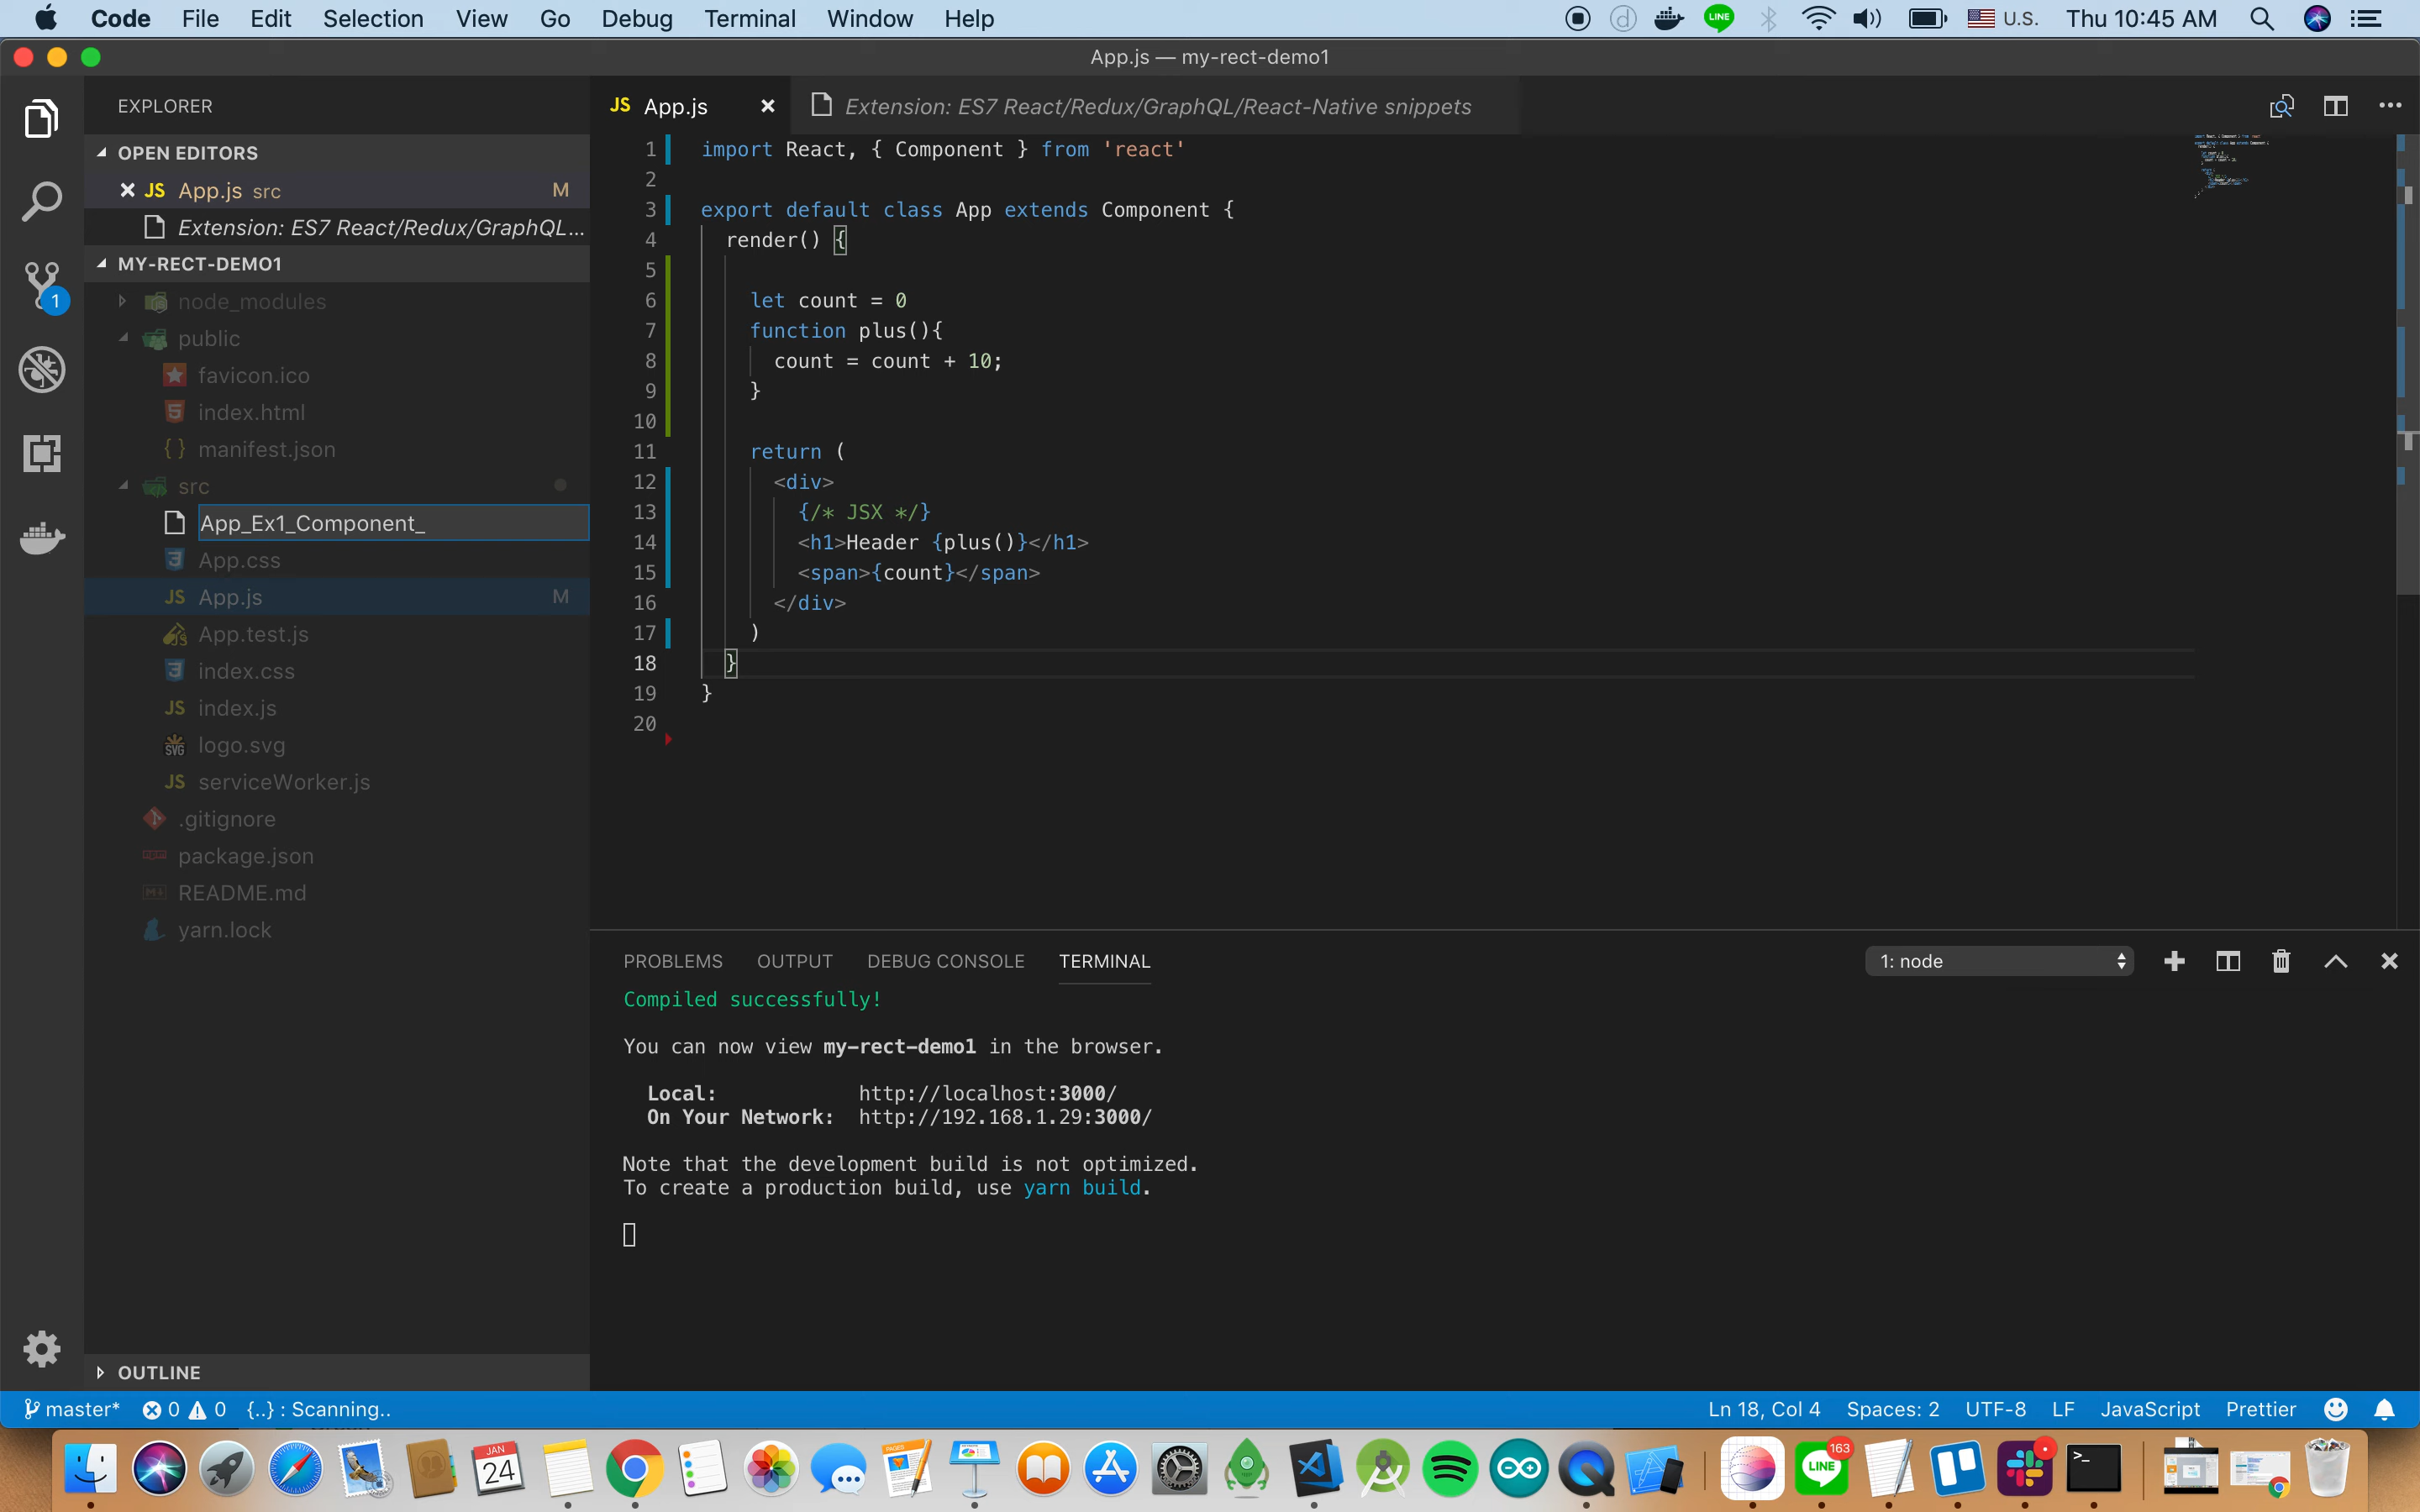 Code File Edit Selection View Go Debug Terminal Window Help
LINE U.S. Thu 10:45 AM
App.js — my-rect-demo1
EXPLORER
JS App.js
Extension: ES7 React/Redux/GraphQL/React-Native snippets
OPEN EDITORS
JS App.js src M
Extension: ES7 React/Redux/GraphQL...
MY-RECT-DEMO1
1
node_modules
public
favicon.ico
index.html
{ } manifest.json
src
App_Ex1_Component_
App.css
JS App.js M
App.test.js
index.css
JS index.js
SVG logo.svg
JS serviceWorker.js
.gitignore
package.json
README.md
yarn.lock
OUTLINE
1 import React, { Component } from 'react'
2
3 export default class App extends Component {
4 render() {
5
6 let count = 0
7 function plus(){
8 count = count + 10;
9 }
10
11 return (
12 <div>
13 {/* JSX */}
14 <h1>Header {plus()}</h1>
15 <span>{count}</span>
16 </div>
17 )
18 }
19 }
20
PROBLEMS OUTPUT DEBUG CONSOLE TERMINAL
1: node
Compiled successfully!
You can now view my-rect-demo1 in the browser.
Local: http://localhost:3000/
On Your Network: http://192.168.1.29:3000/
Note that the development build is not optimized.
To create a production build, use yarn build.
master* 0 0 {..} : Scanning..
Ln 18, Col 4 Spaces: 2 UTF-8 LF JavaScript Prettier
JAN
24
PAGES
LINE
163
>_